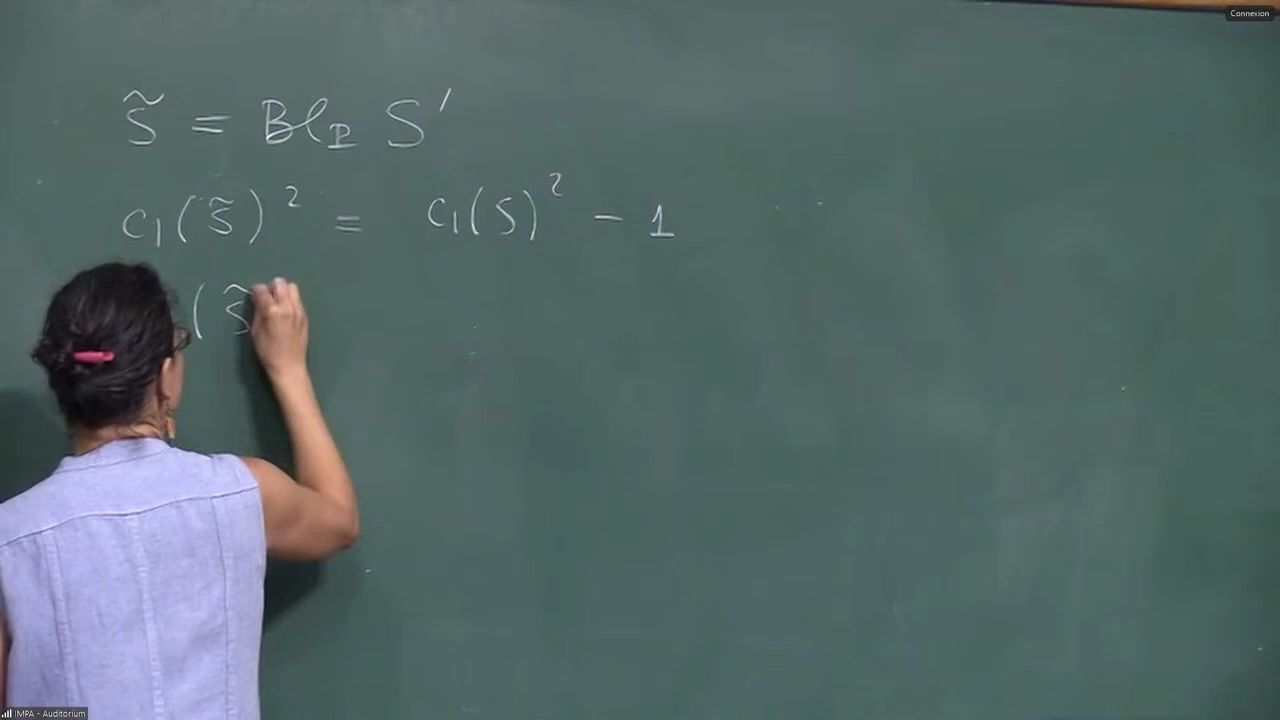 Connexion
S̃ = Bl_P S'
c₁(S̃)² = c₁(S)² - 1
(S̃
IMPA - Auditorium